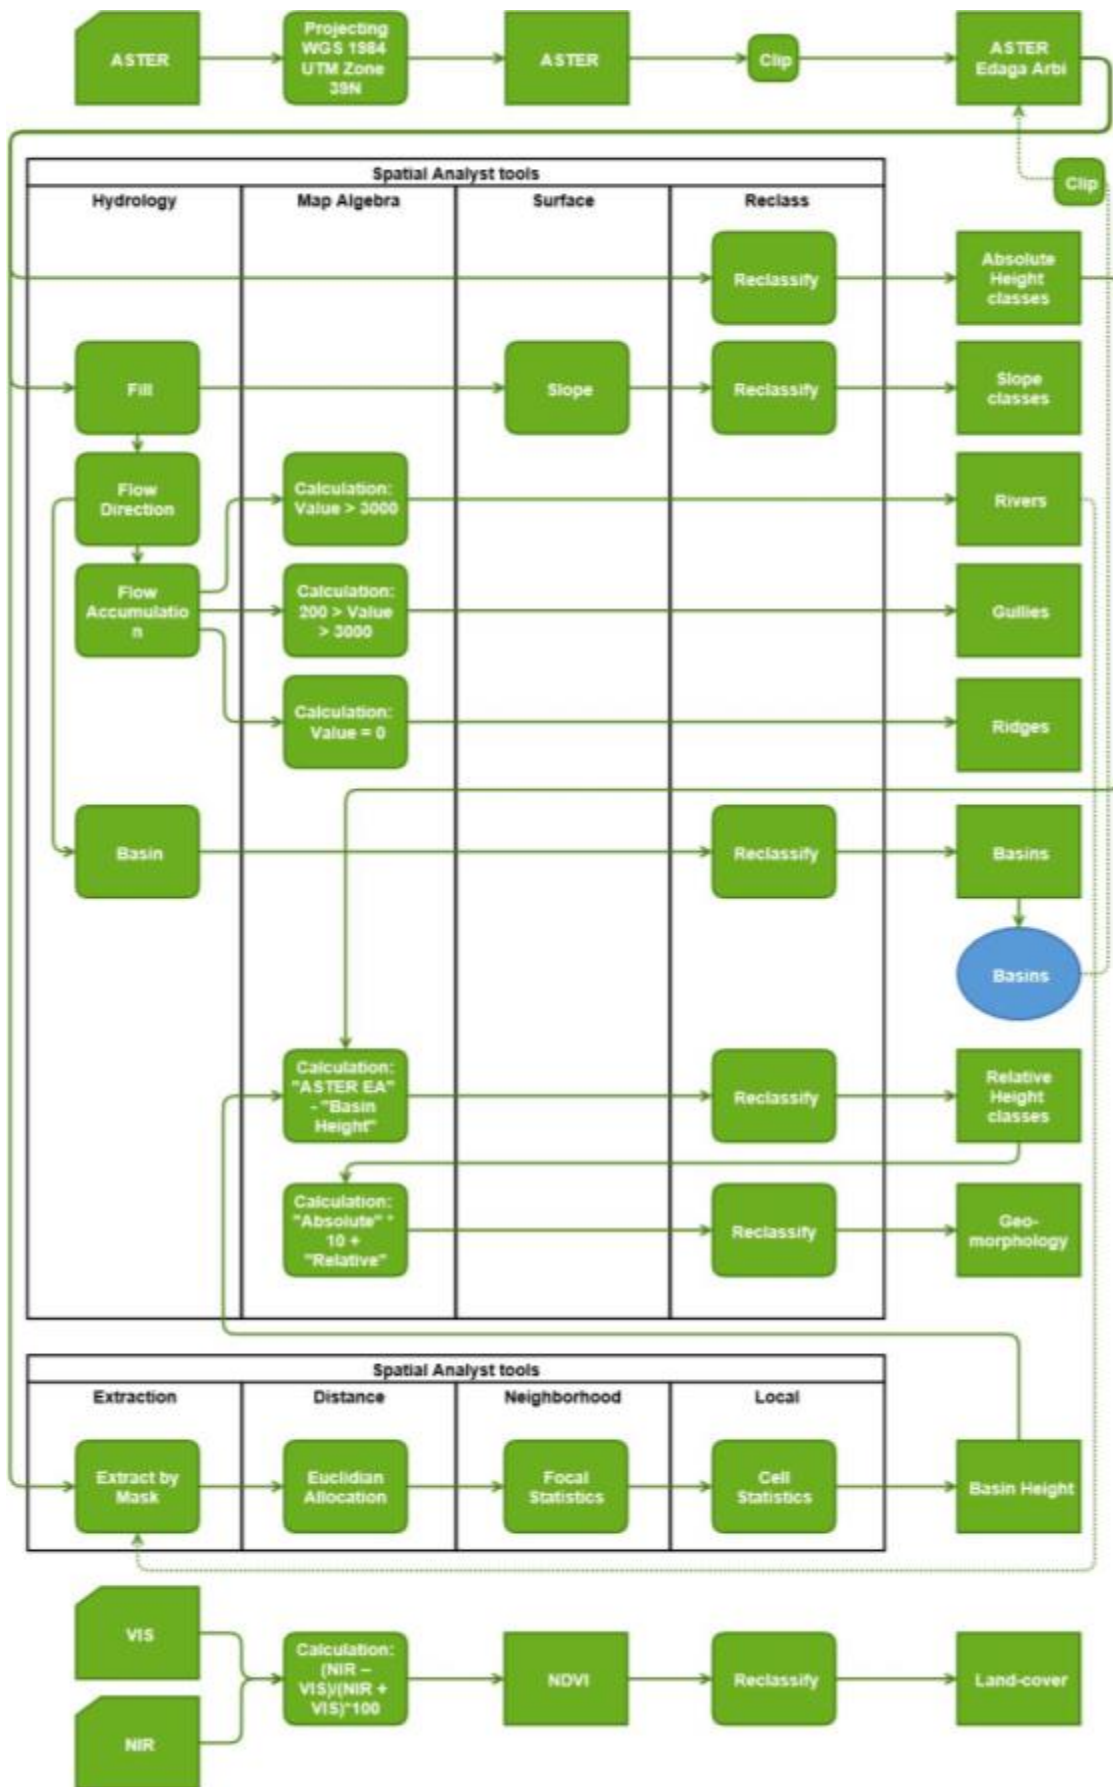 ASTER
Projecting
WGS 1984
UTM Zone
39N
ASTER
Clip
ASTER
Edaga Arbi
Clip
Spatial Analyst tools
Hydrology
Map Algebra
Surface
Reclass
Reclassify
Absolute
Height
classes
Fill
Slope
Reclassify
Slope
classes
Flow
Direction
Calculation:
Value > 3000
Rivers
Flow
Accumulatio
n
Calculation:
200 > Value
> 3000
Gullies
Calculation:
Value = 0
Ridges
Basin
Reclassify
Basins
Basins
Calculation:
"ASTER EA"
- "Basin
Height"
Reclassify
Relative
Height
classes
Calculation:
"Absolute" *
10 +
"Relative"
Reclassify
Geo-
morphology
Spatial Analyst tools
Extraction
Distance
Neighborhood
Local
Extract by
Mask
Euclidian
Allocation
Focal
Statistics
Cell
Statistics
Basin Height
VIS
NIR
Calculation:
(NIR –
VIS)/(NIR +
VIS)*100
NDVI
Reclassify
Land-cover